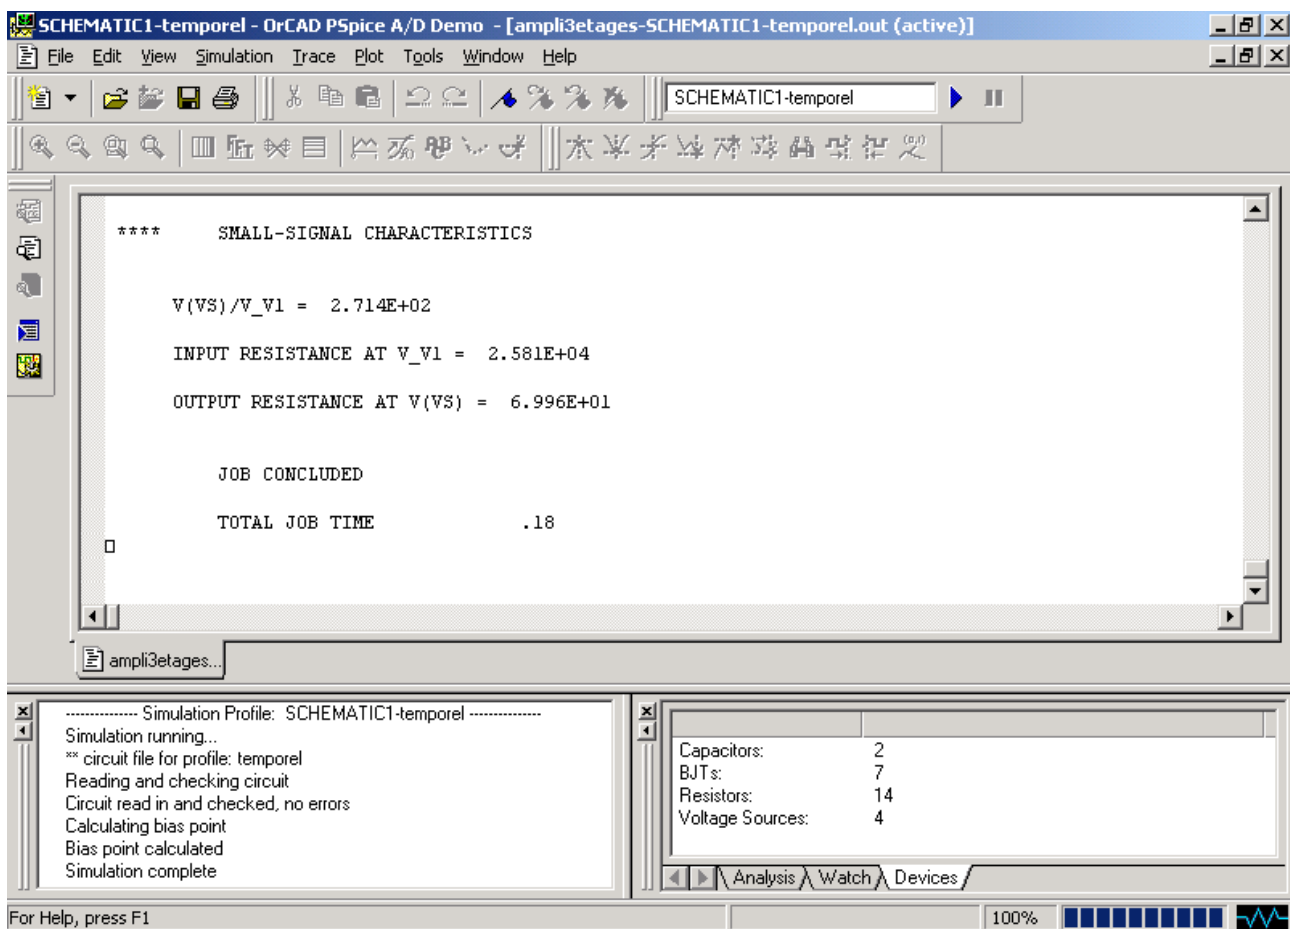 SCHEMATIC1-temporel - OrCAD PSpice A/D Demo - [ampli3etages-SCHEMATIC1-temporel.out (active)]
File Edit View Simulation Trace Plot Tools Window Help
SCHEMATIC1-temporel
**** SMALL-SIGNAL CHARACTERISTICS
V(VS)/V_V1 = 2.714E+02
INPUT RESISTANCE AT V_V1 = 2.581E+04
OUTPUT RESISTANCE AT V(VS) = 6.996E+01
JOB CONCLUDED
TOTAL JOB TIME .18
ampli3etages...
--------------- Simulation Profile: SCHEMATIC1-temporel ---------------
Simulation running...
** circuit file for profile: temporel
Reading and checking circuit
Circuit read in and checked, no errors
Calculating bias point
Bias point calculated
Simulation complete
Capacitors: 2
BJTs: 7
Resistors: 14
Voltage Sources: 4
Analysis Watch Devices
For Help, press F1 100%